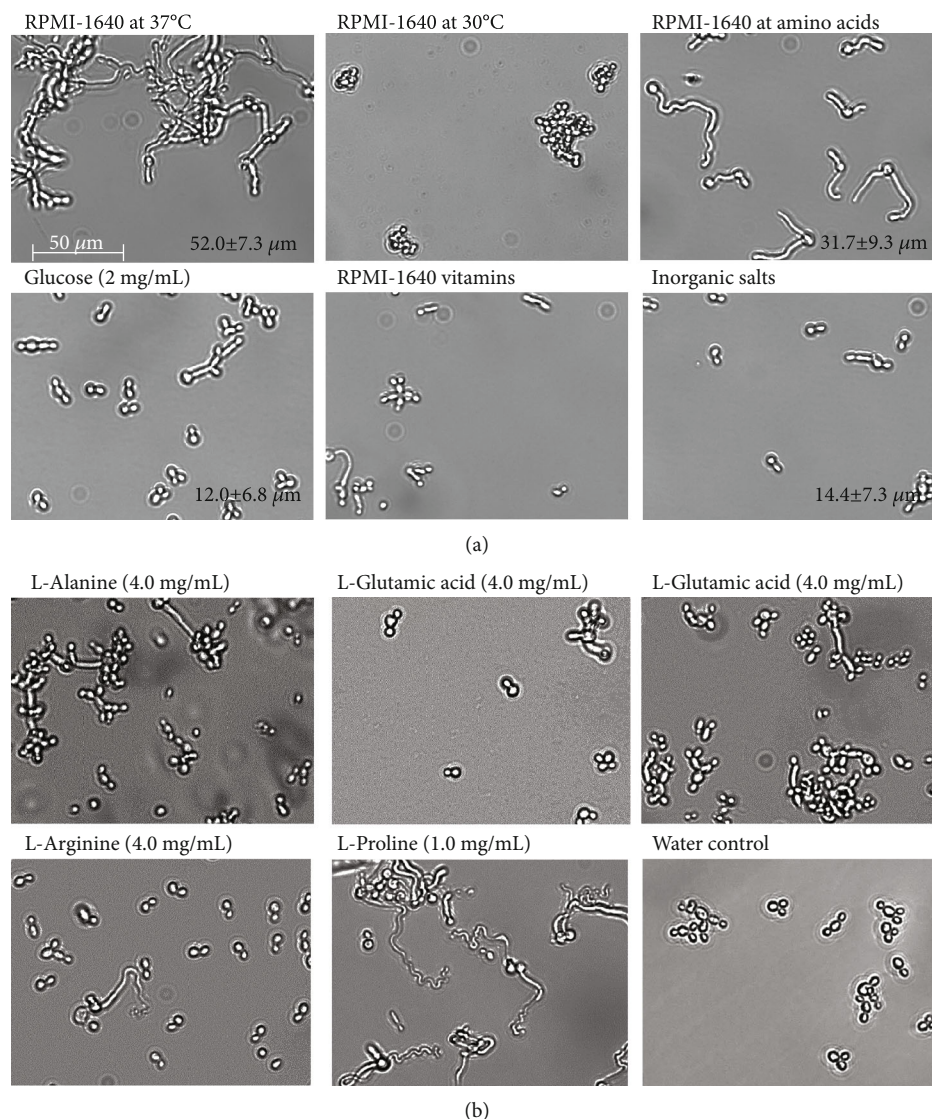 RPMI-1640 at 37°C
RPMI-1640 at 30°C
RPMI-1640 at amino acids
50 μm
52.0±7.3 μm
31.7±9.3 μm
Glucose (2 mg/mL)
RPMI-1640 vitamins
Inorganic salts
12.0±6.8 μm
14.4±7.3 μm
(a)
L-Alanine (4.0 mg/mL)
L-Glutamic acid (4.0 mg/mL)
L-Glutamic acid (4.0 mg/mL)
L-Arginine (4.0 mg/mL)
L-Proline (1.0 mg/mL)
Water control
(b)